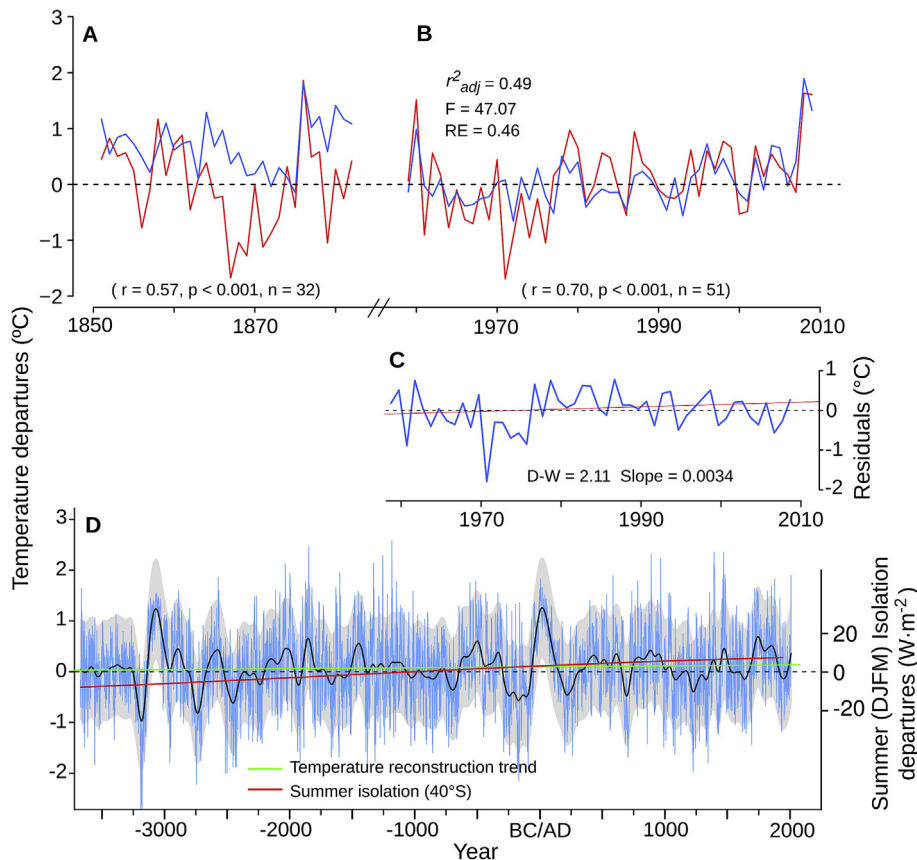 A
B
3
2
1
0
−1
−2
r²adj = 0.49
F = 47.07
RE = 0.46
( r = 0.57, p < 0.001, n = 32)
( r = 0.70, p < 0.001, n = 51)
1850
1870
1970
1990
2010
Temperature departures (ºC)
C
1
0
-1
-2
Residuals (°C)
D-W = 2.11 Slope = 0.0034
1970
1990
2010
D
3
2
1
0
-1
-2
20
0
-20
Summer (DJFM) Isolation
departures (W·m⁻²)
Temperature reconstruction trend
Summer isolation (40°S)
-3000
-2000
-1000
BC/AD
1000
2000
Year